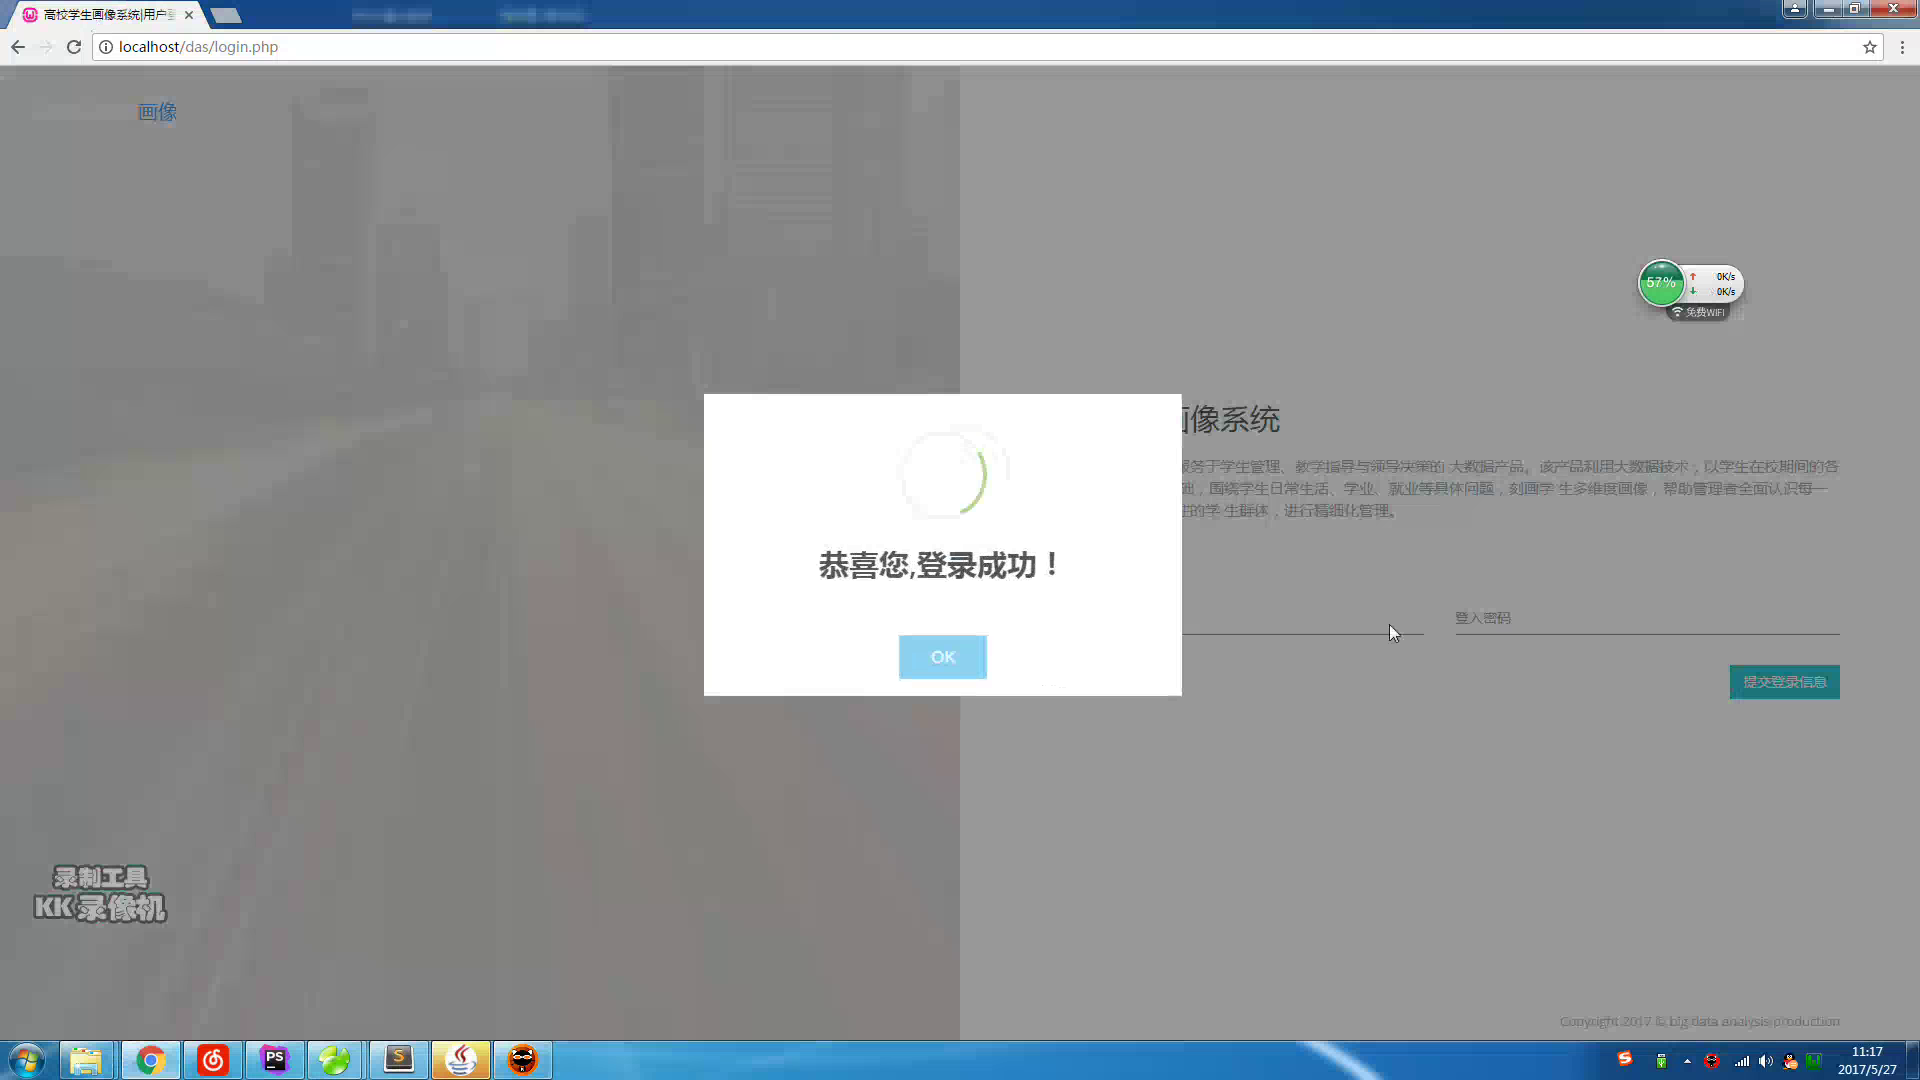 高校学生画像系统|用户登
localhost/das/login.php
画像
57%
0K/s
0K/s
免费WIFI
画像系统
服务于学生管理、教学指导与领导决策的 大数据产品。该产品利用大数据技术，以学生在校期间的各
础，围绕学生日常生活、学业、就业等具体问题，刻画学 生多维度画像，帮助管理者全面认识每一
的学 生群体，进行精细化管理。
恭喜您,登录成功！
OK
登入密码
提交登录信息
录制工具
KK 录像机
Copyright 2017 © big data analysis production
PS
S
11:17
2017/5/27